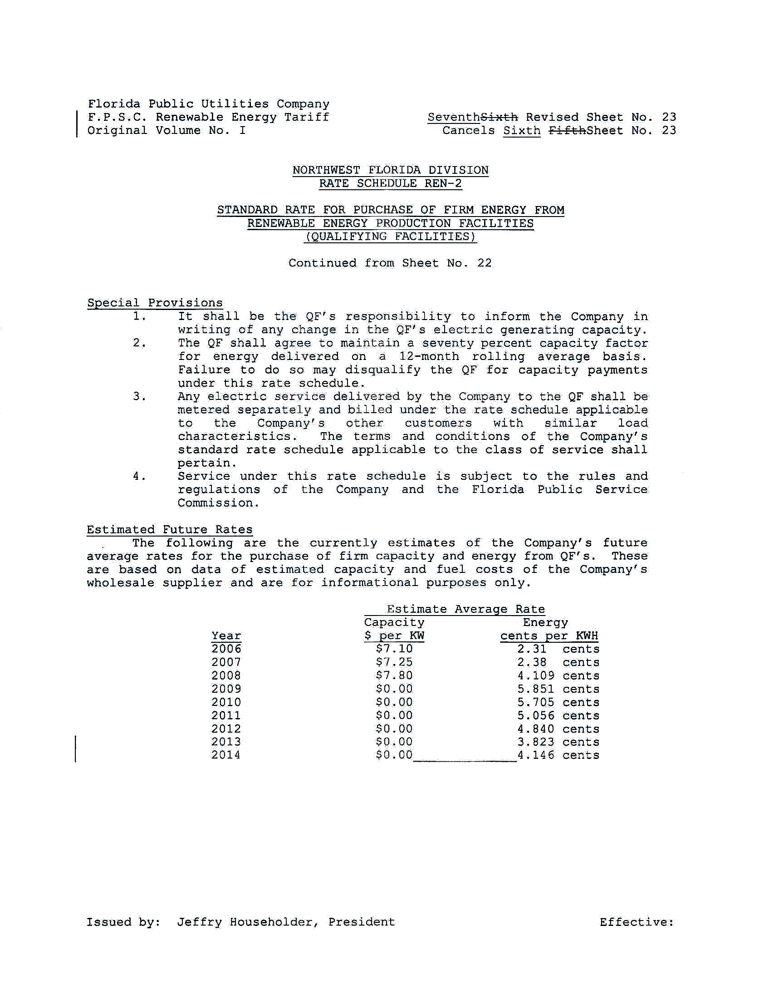 Florida Public Utilities Company
F.P.S.C. Renewable Energy Tariff SeventhSixth Revised Sheet No. 23
Original Volume No. I Cancels Sixth FifthSheet No. 23
NORTHWEST FLORIDA DIVISION
RATE SCHEDULE REN-2
STANDARD RATE FOR PURCHASE OF FIRM ENERGY FROM
RENEWABLE ENERGY PRODUCTION FACILITIES
(QUALIFYING FACILITIES)
Continued from Sheet No. 22
Special Provisions
1. It shall be the QF's responsibility to inform the Company in
writing of any change in the QF's electric generating capacity.
2. The QF shall agree to maintain a seventy percent capacity factor
for energy delivered on a 12-month rolling average basis.
Failure to do so may disqualify the QF for capacity payments
under this rate schedule.
3. Any electric service delivered by the Company to the QF shall be
metered separately and billed under the rate schedule applicable
to the Company's other customers with similar load
characteristics. The terms and conditions of the Company's
standard rate schedule applicable to the class of service shall
pertain.
4. Service under this rate schedule is subject to the rules and
regulations of the Company and the Florida Public Service
Commission.
Estimated Future Rates
The following are the currently estimates of the Company's future
average rates for the purchase of firm capacity and energy from QF's. These
are based on data of estimated capacity and fuel costs of the Company's
wholesale supplier and are for informational purposes only.
Estimate Average Rate
Capacity Energy
Year $ per KW cents per KWH
2006 $7.10 2.31 cents
2007 $7.25 2.38 cents
2008 $7.80 4.109 cents
2009 $0.00 5.851 cents
2010 $0.00 5.705 cents
2011 $0.00 5.056 cents
2012 $0.00 4.840 cents
2013 $0.00 3.823 cents
2014 $0.00 4.146 cents
Issued by: Jeffry Householder, President Effective: